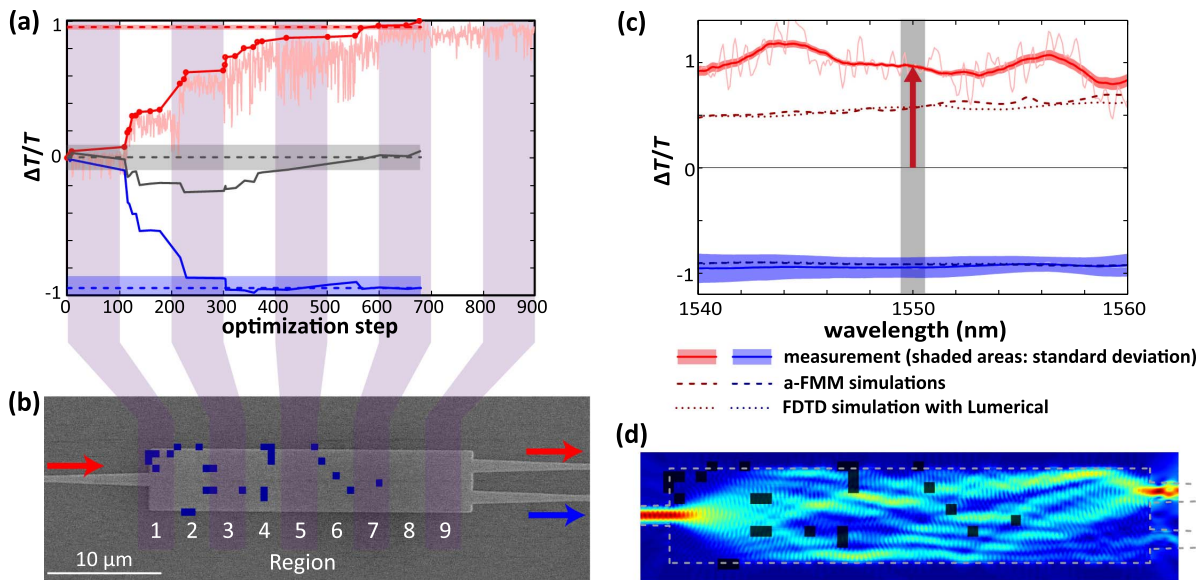 (a)
1
0
-1
ΔT/T
0 100 200 300 400 500 600 700 800 900
optimization step
(b)
1 2 3 4 5 6 7 8 9
Region
10 μm
(c)
1
0
-1
ΔT/T
1540 1550 1560
wavelength (nm)
measurement (shaded areas: standard deviation)
a-FMM simulations
FDTD simulation with Lumerical
(d)